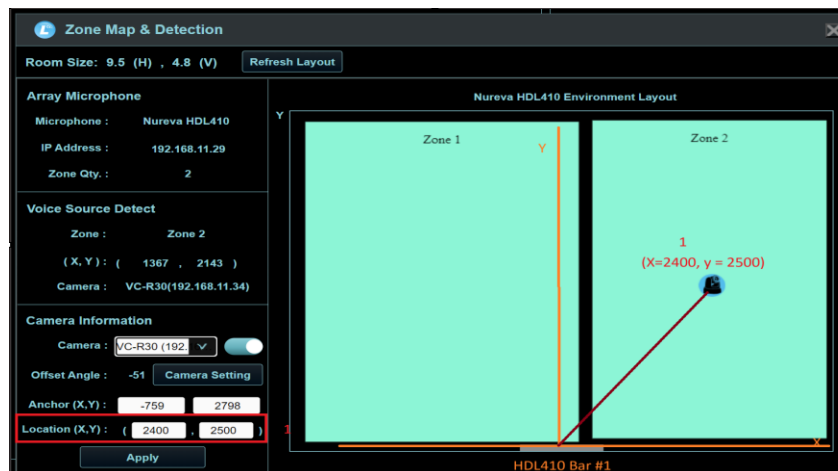 Zone Map & Detection
Room Size: 9.5 (H) , 4.8 (V) Refresh Layout
Array Microphone
Microphone : Nureva HDL410
IP Address : 192.168.11.29
Zone Qty. : 2
Voice Source Detect
Zone : Zone 2
( X, Y ) : ( 1367 , 2143 )
Camera : VC-R30(192.168.11.34)
Camera Information
Camera : VC-R30 (192.
Offset Angle : -51 Camera Setting
Anchor (X,Y) : -759 2798
Location (X,Y) : ( 2400 , 2500 )
Apply
Nureva HDL410 Environment Layout
Y
Zone 1
Y
Zone 2
1
(X=2400, y = 2500)
1
X
HDL410 Bar #1